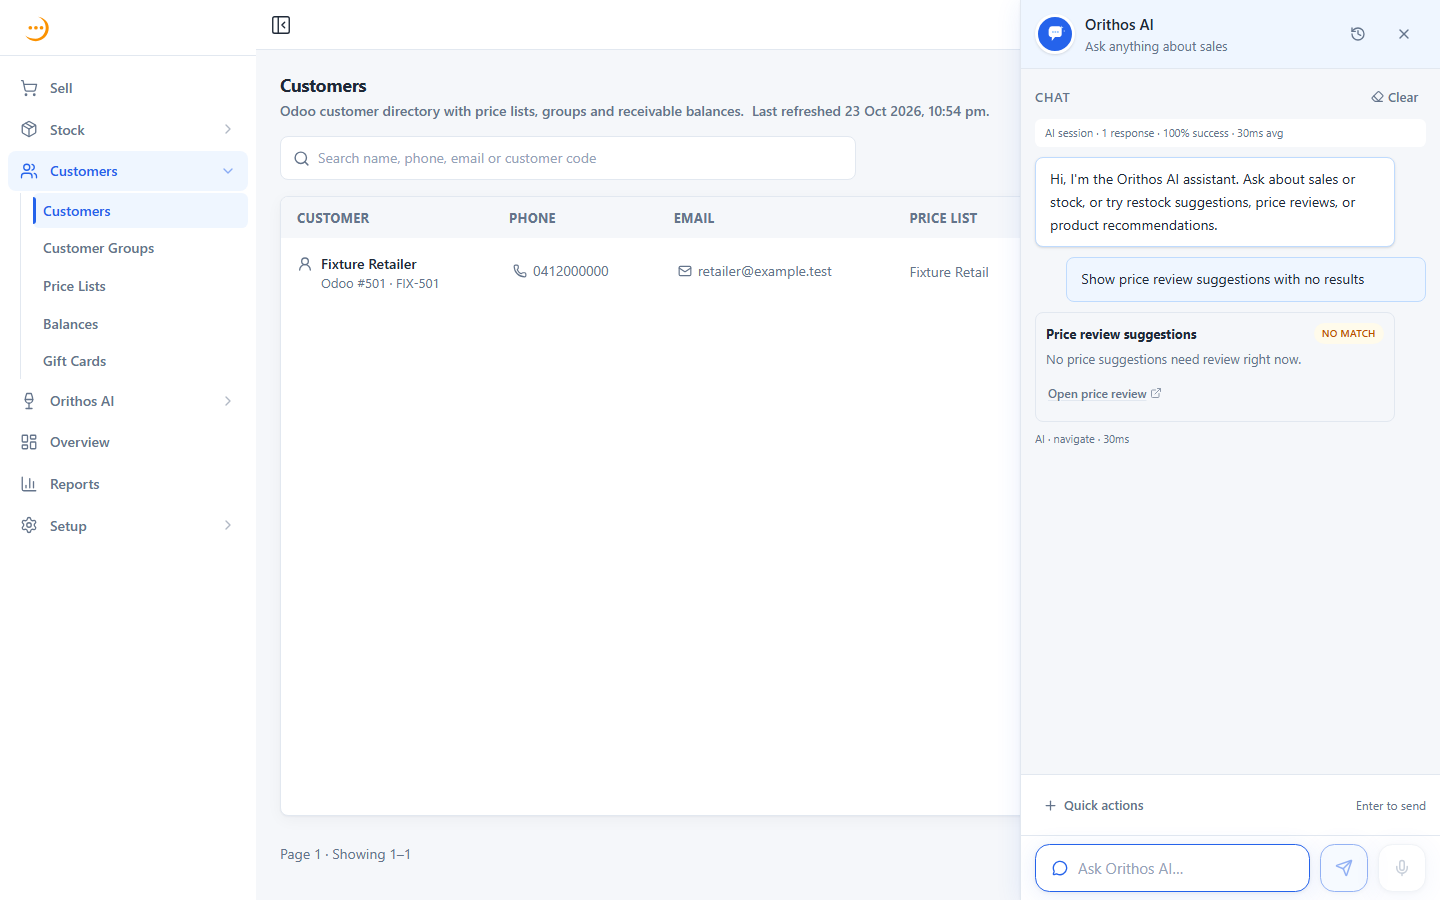 Sell
Stock
Customers
Customers
Customer Groups
Price Lists
Balances
Gift Cards
Orithos AI
Overview
Reports
Setup
Customers
Odoo customer directory with price lists, groups and receivable balances. Last refreshed 23 Oct 2026, 10:54 pm.
Search name, phone, email or customer code
CUSTOMER PHONE EMAIL PRICE LIST
Fixture Retailer 0412000000 retailer@example.test Fixture Retail
Odoo #501 · FIX-501
Page 1 · Showing 1–1
Orithos AI
Ask anything about sales
CHAT Clear
AI session · 1 response · 100% success · 30ms avg
Hi, I'm the Orithos AI assistant. Ask about sales or
stock, or try restock suggestions, price reviews, or
product recommendations.
Show price review suggestions with no results
Price review suggestions NO MATCH
No price suggestions need review right now.
Open price review
AI · navigate · 30ms
Quick actions Enter to send
Ask Orithos AI...